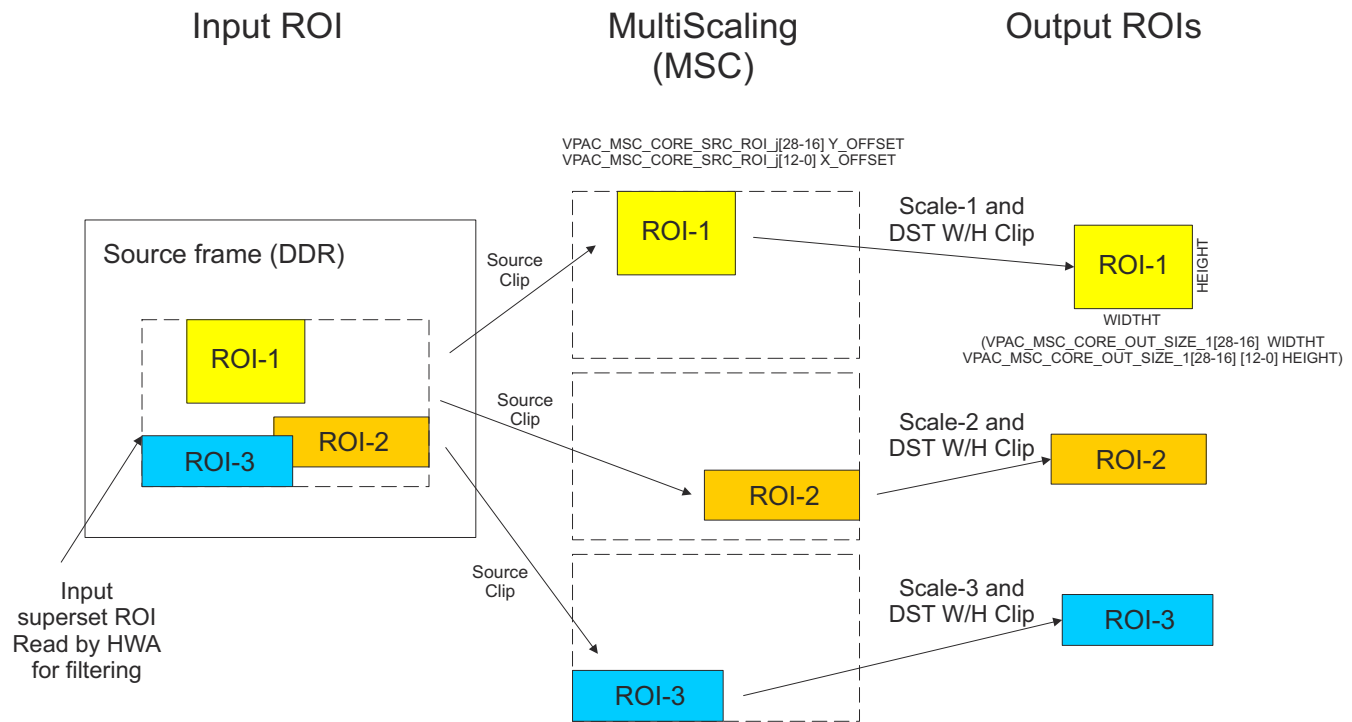 Input ROI
MultiScaling
(MSC)
Output ROIs
VPAC_MSC_CORE_SRC_ROI_j[28-16] Y_OFFSET
VPAC_MSC_CORE_SRC_ROI_j[12-0] X_OFFSET
Source frame (DDR)
ROI-1
ROI-2
ROI-3
Input
superset ROI
Read by HWA
for filtering
Source
Clip
Source
Clip
Source
Clip
ROI-1
ROI-2
ROI-3
Scale-1 and
DST W/H Clip
Scale-2 and
DST W/H Clip
Scale-3 and
DST W/H Clip
ROI-1
HEIGHT
WIDTHT
(VPAC_MSC_CORE_OUT_SIZE_1[28-16] WIDTHT
VPAC_MSC_CORE_OUT_SIZE_1[28-16] [12-0] HEIGHT)
ROI-2
ROI-3